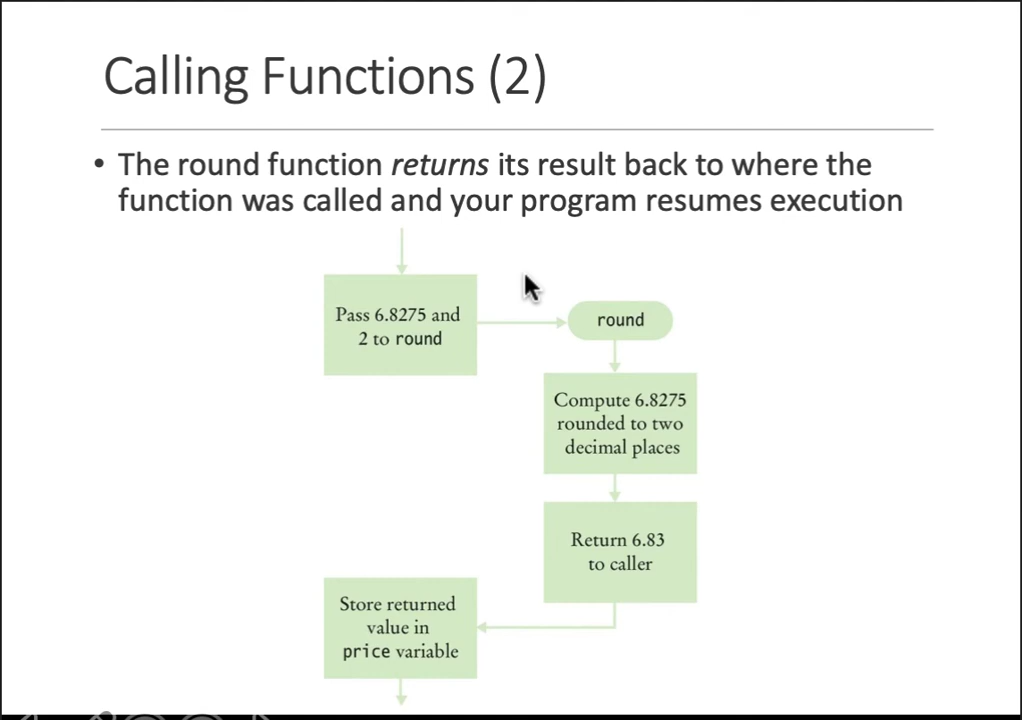 Calling Functions (2)
• The round function returns its result back to where the
function was called and your program resumes execution
Pass 6.8275 and
2 to round
round
Compute 6.8275
rounded to two
decimal places
Return 6.83
to caller
Store returned
value in
price variable